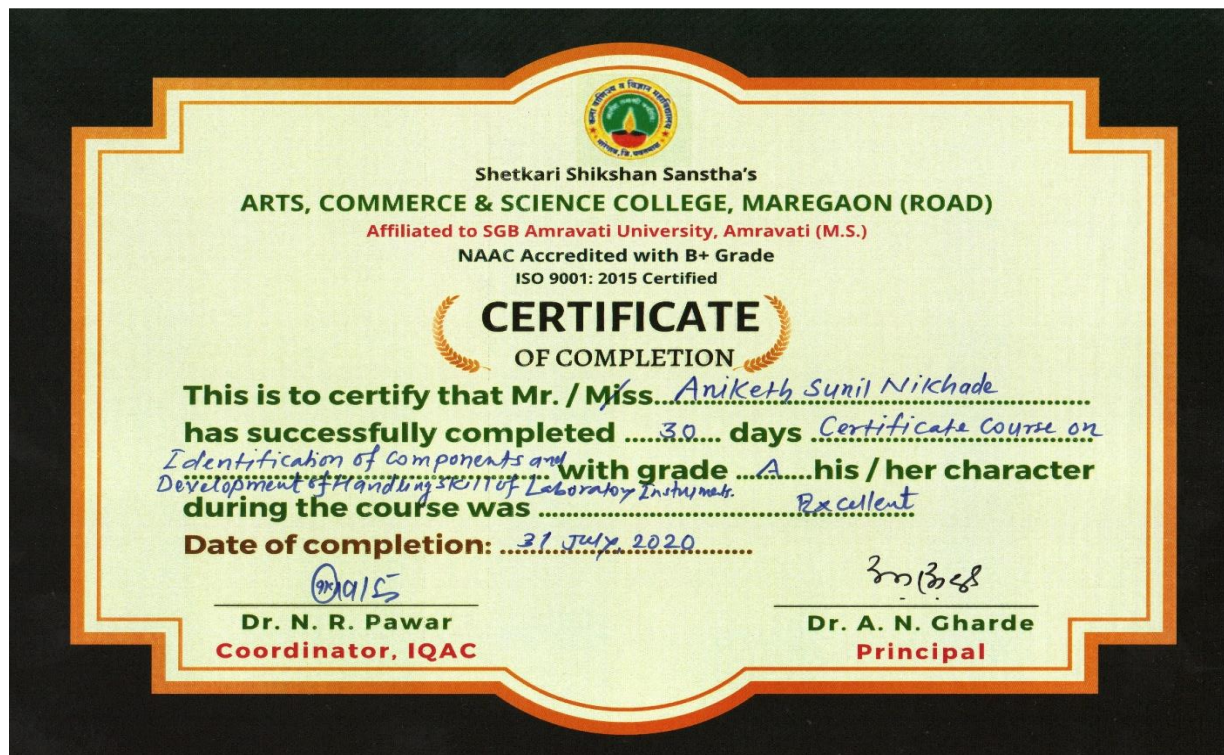 कला वाणिज्य व विज्ञान महाविद्यालय
मारेगाव, जि. यवतमाळ
Shetkari Shikshan Sanstha's
ARTS, COMMERCE & SCIENCE COLLEGE, MAREGAON (ROAD)
Affiliated to SGB Amravati University, Amravati (M.S.)
NAAC Accredited with B+ Grade
ISO 9001: 2015 Certified
CERTIFICATE
OF COMPLETION
This is to certify that Mr. / Miss Aniketh Sunil Nikhade
has successfully completed .....30.... days Certificate Course on
Identification of Components and with grade ...A....his / her character
Development of Handling skill of Laboratory Instruments.
during the course was Excellent
Date of completion: ...31 July, 2020
Dr. N. R. Pawar
Dr. A. N. Gharde
Coordinator, IQAC
Principal